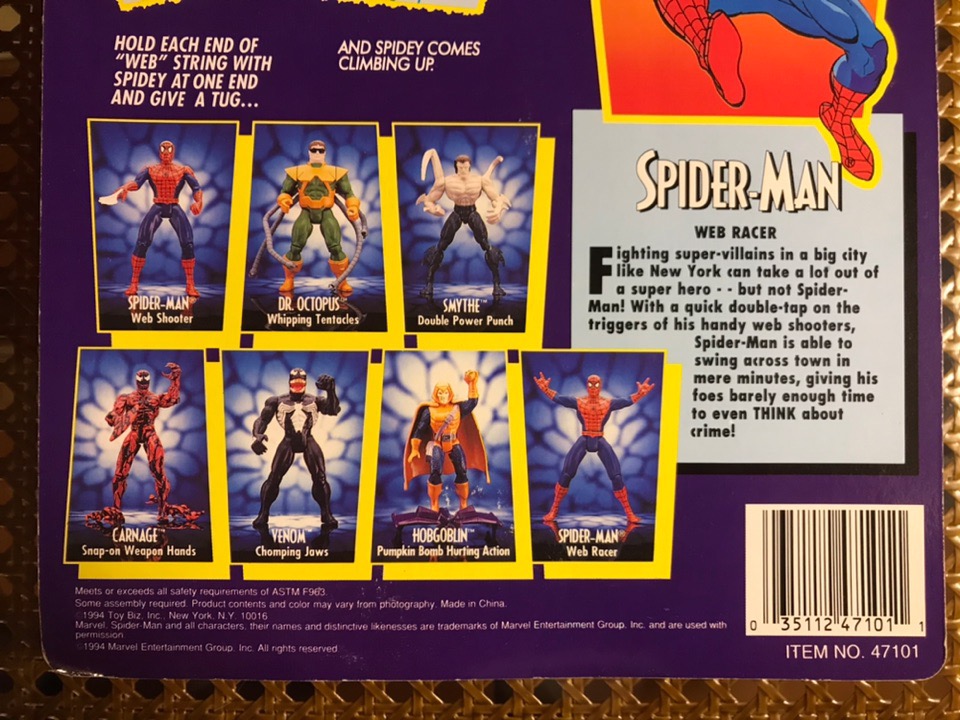 HOLD EACH END OF
"WEB" STRING WITH
SPIDEY AT ONE END
AND GIVE A TUG...
AND SPIDEY COMES
CLIMBING UP.
SPIDER-MAN®
Web Shooter
DR. OCTOPUS™
Whipping Tentacles
SMYTHE™
Double Power Punch
CARNAGE™
Snap-on Weapon Hands
VENOM™
Chomping Jaws
HOBGOBLIN™
Pumpkin Bomb Hurting Action
SPIDER-MAN®
Web Racer
SPIDER-MAN®
WEB RACER
Fighting super-villains in a big city
like New York can take a lot out of
a super hero - - but not Spider-
Man! With a quick double-tap on the
triggers of his handy web shooters,
Spider-Man is able to
swing across town in
mere minutes, giving his
foes barely enough time
to even THINK about
crime!
Meets or exceeds all safety requirements of ASTM F963.
Some assembly required. Product contents and color may vary from photography. Made in China.
1994 Toy Biz, Inc., New York, N.Y. 10016
Marvel, Spider-Man and all characters, their names and distinctive likenesses are trademarks of Marvel Entertainment Group, Inc. and are used with
permission.
©1994 Marvel Entertainment Group, Inc. All rights reserved.
0 35112 47101 1
ITEM NO. 47101